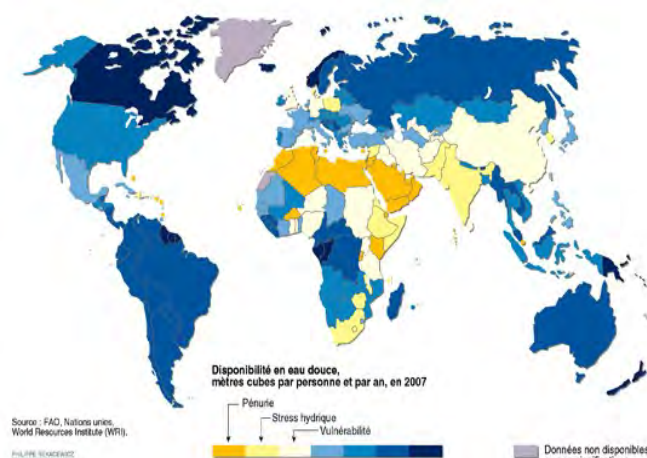 Disponibilité en eau douce,
mètres cubes par personne et par an, en 2007
Pénurie
Stress hydrique
Vulnérabilité
Source : FAO, Nations unies,
World Resources Institute (WRI).
Données non disponibles